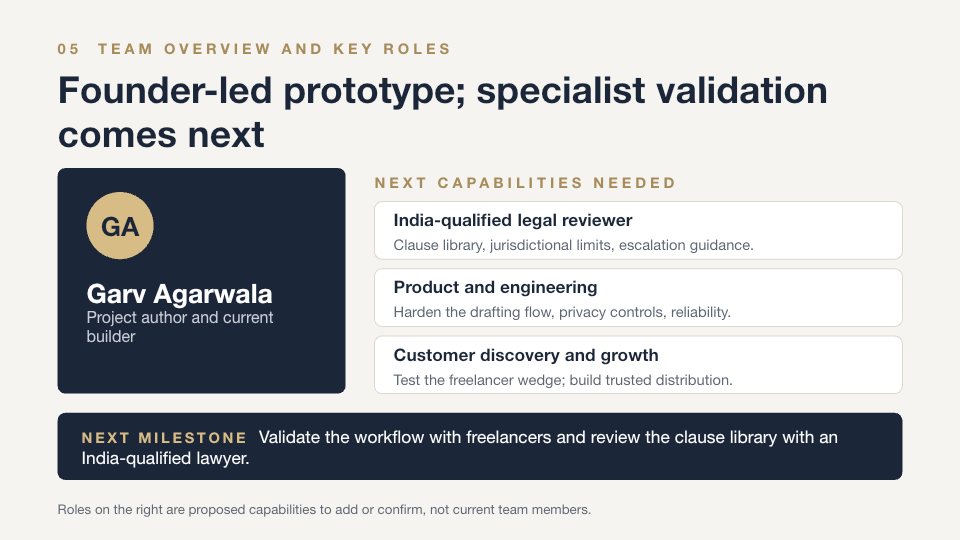 05 TEAM OVERVIEW AND KEY ROLES
Founder-led prototype; specialist validation
comes next
GA
Garv Agarwala
Project author and current
builder
NEXT CAPABILITIES NEEDED
India-qualified legal reviewer
Clause library, jurisdictional limits, escalation guidance.
Product and engineering
Harden the drafting flow, privacy controls, reliability.
Customer discovery and growth
Test the freelancer wedge; build trusted distribution.
NEXT MILESTONE Validate the workflow with freelancers and review the clause library with an
India-qualified lawyer.
Roles on the right are proposed capabilities to add or confirm, not current team members.